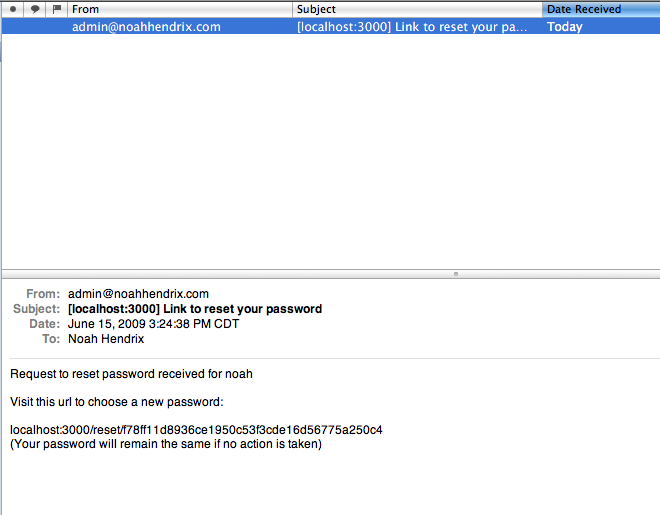 From Subject Date Received
admin@noahhendrix.com [localhost:3000] Link to reset your pa... Today
From: admin@noahhendrix.com
Subject: [localhost:3000] Link to reset your password
Date: June 15, 2009 3:24:38 PM CDT
To: Noah Hendrix
Request to reset password received for noah
Visit this url to choose a new password:
localhost:3000/reset/f78ff11d8936ce1950c53f3cde16d56775a250c4
(Your password will remain the same if no action is taken)